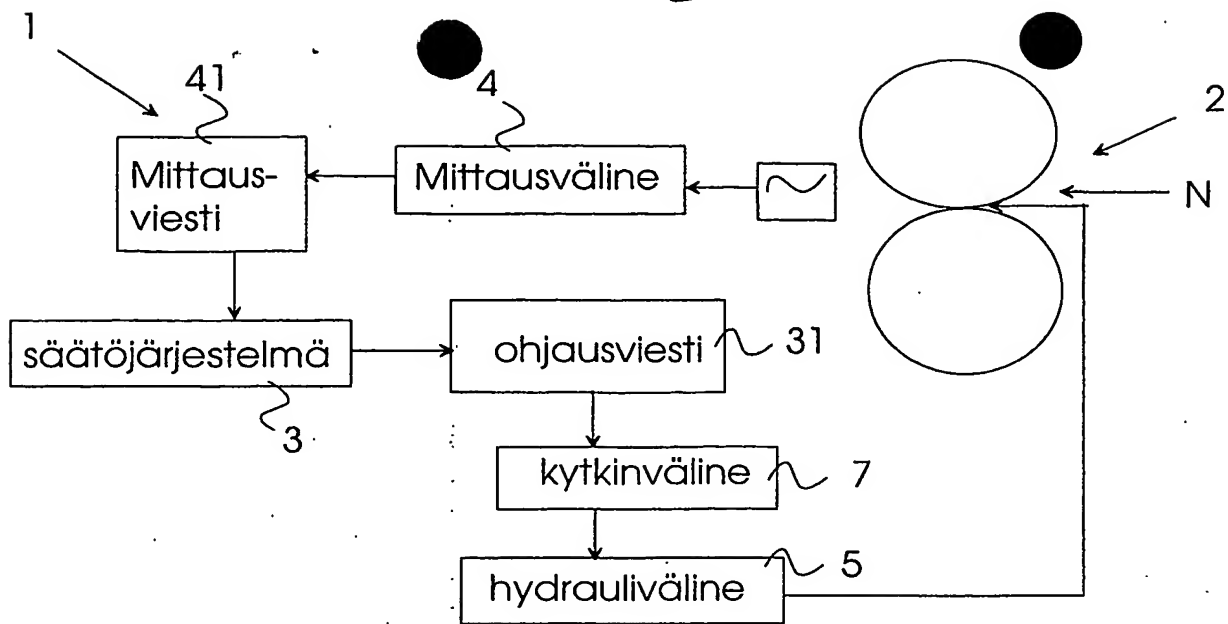 1
41
4
2
Mittaus-
viesti
Mittausväline
N
säätöjärjestelmä
ohjausviesti
31
3
kytkinväline
7
hydrauliväline
5